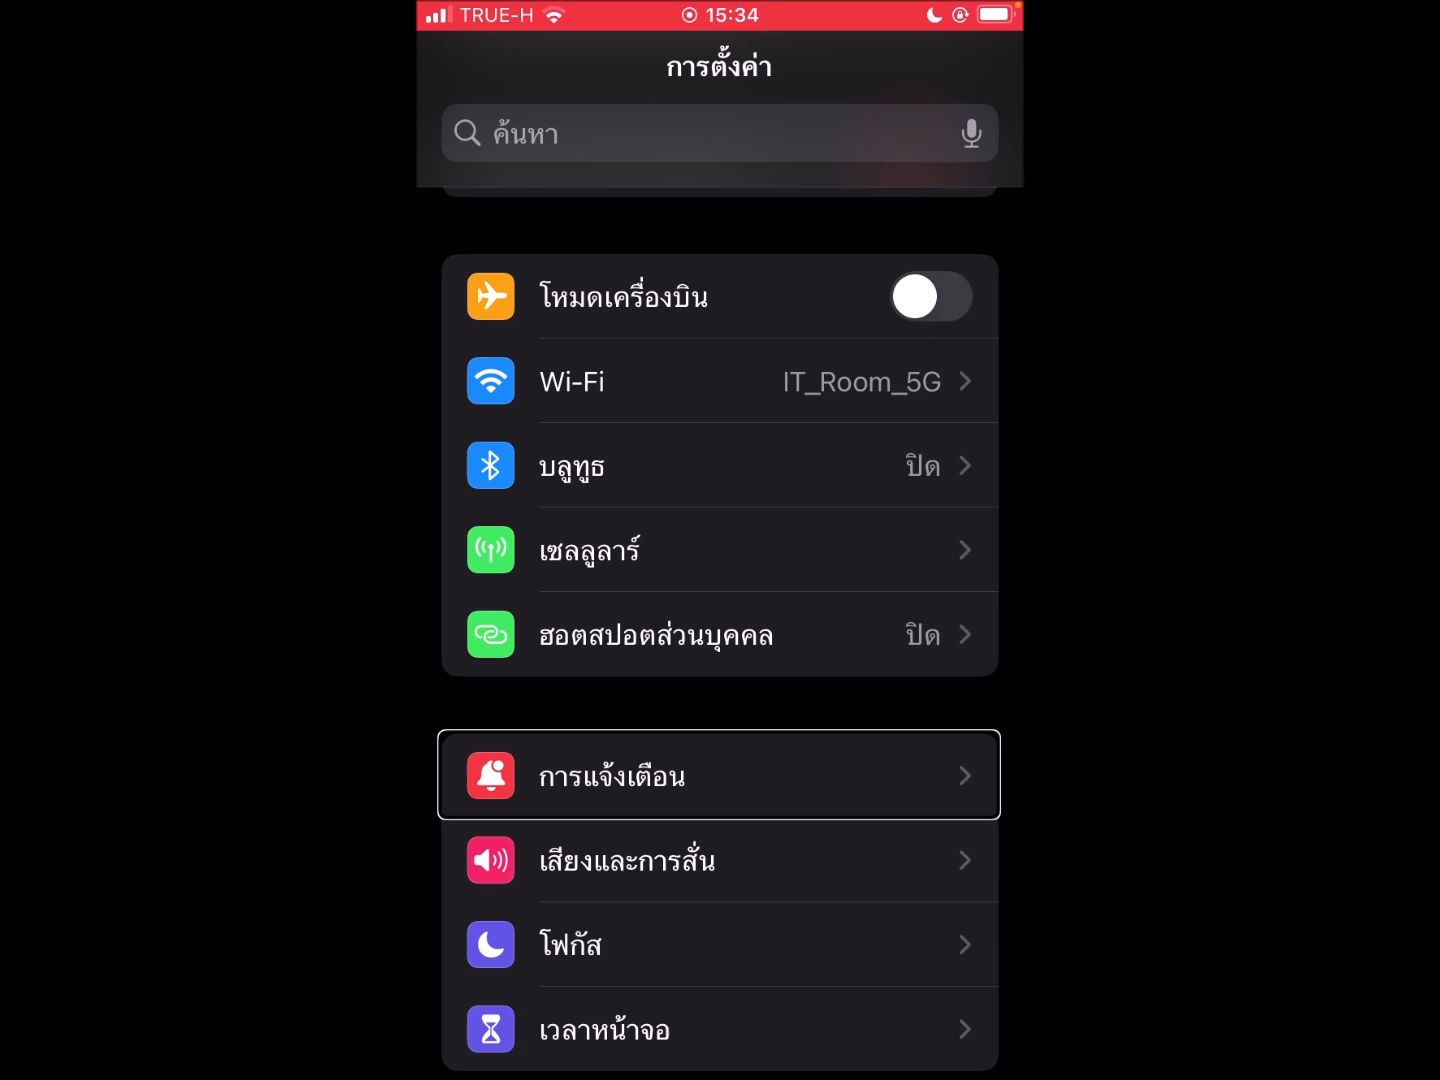 TRUE-H 15:34
การตั้งค่า
ค้นหา
โหมดเครื่องบิน
Wi-Fi IT_Room_5G
บลูทูธ ปิด
เซลลูลาร์
ฮอตสปอตส่วนบุคคล ปิด
การแจ้งเตือน
เสียงและการสั่น
โฟกัส
เวลาหน้าจอ